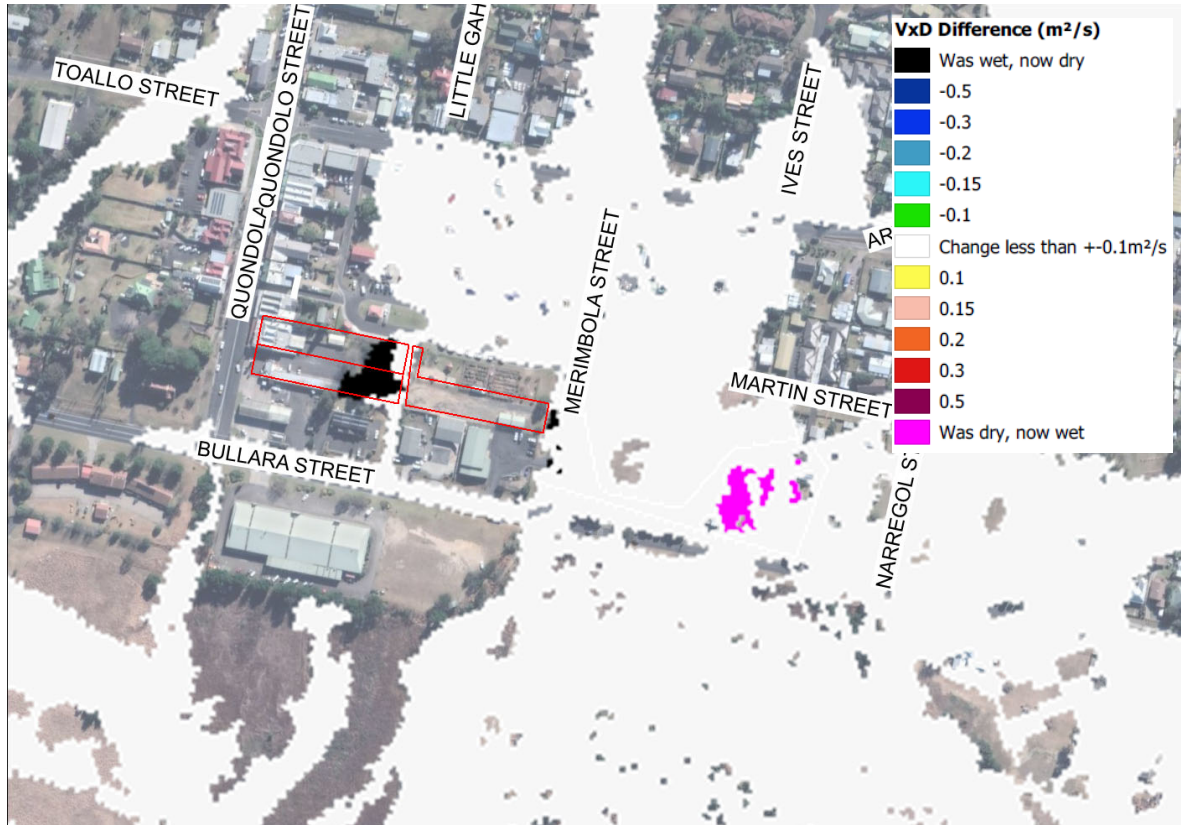 VxD Difference (m²/s)
Was wet, now dry
-0.5
-0.3
-0.2
-0.15
-0.1
Change less than +-0.1m²/s
0.1
0.15
0.2
0.3
0.5
Was dry, now wet
TOALLO STREET
QUONDOLO STREET
LITTLE GAH
IVES STREET
AR
QUONDOLA
MERIMBOLA STREET
MARTIN STREET
BULLARA STREET
NARREGOL S